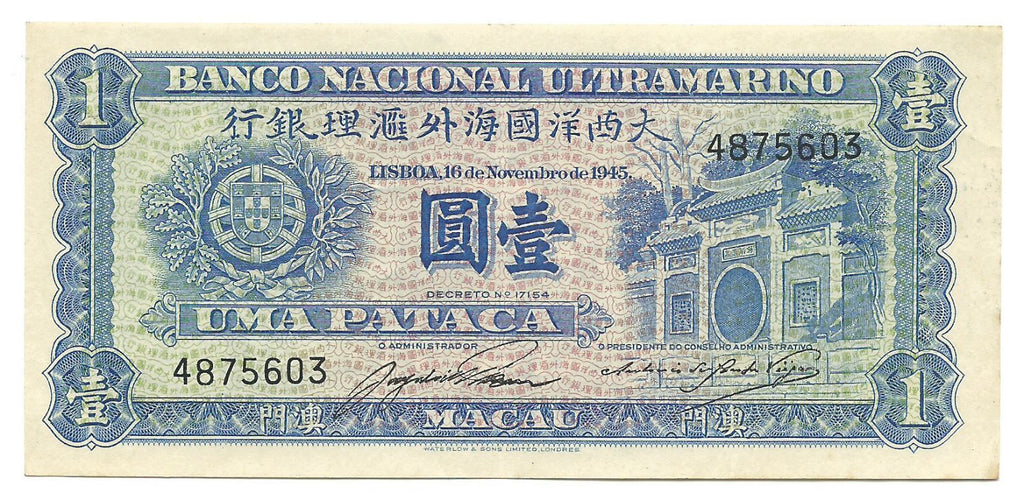 1
BANCO NACIONAL ULTRAMARINO
壹
大西洋國海外滙理銀行
4875603
LISBOA, 16 de Novembro de 1945.
壹圓
DECRETO Nº 17154
UMA PATACA
O ADMINISTRADOR
O PRESIDENTE DO CONSELHO ADMINISTRATIVO
4875603
壹
澳門
MACAU
澳門
1
WATERLOW & SONS LIMITED, LONDRES.